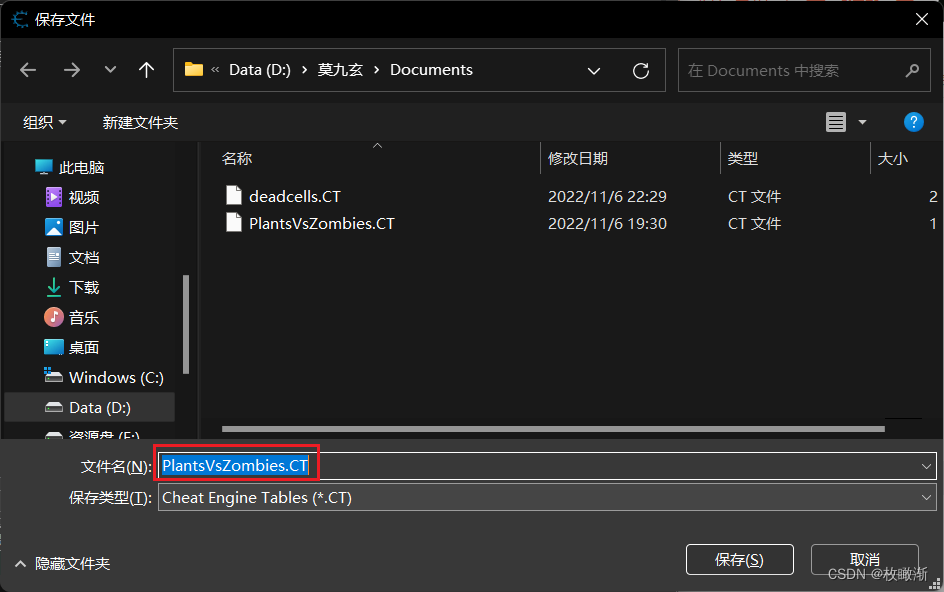 保存文件
« Data (D:) › 莫九玄 › Documents
在 Documents 中搜索
组织
新建文件夹
名称 修改日期 类型 大小
deadcells.CT 2022/11/6 22:29 CT 文件 2
PlantsVsZombies.CT 2022/11/6 19:30 CT 文件 1
此电脑
视频
图片
文档
下载
音乐
桌面
Windows (C:)
Data (D:)
资源盘 (E:)
文件名(N): PlantsVsZombies.CT
保存类型(T): Cheat Engine Tables (*.CT)
隐藏文件夹
保存(S)
取消
CSDN @枚瞰渐